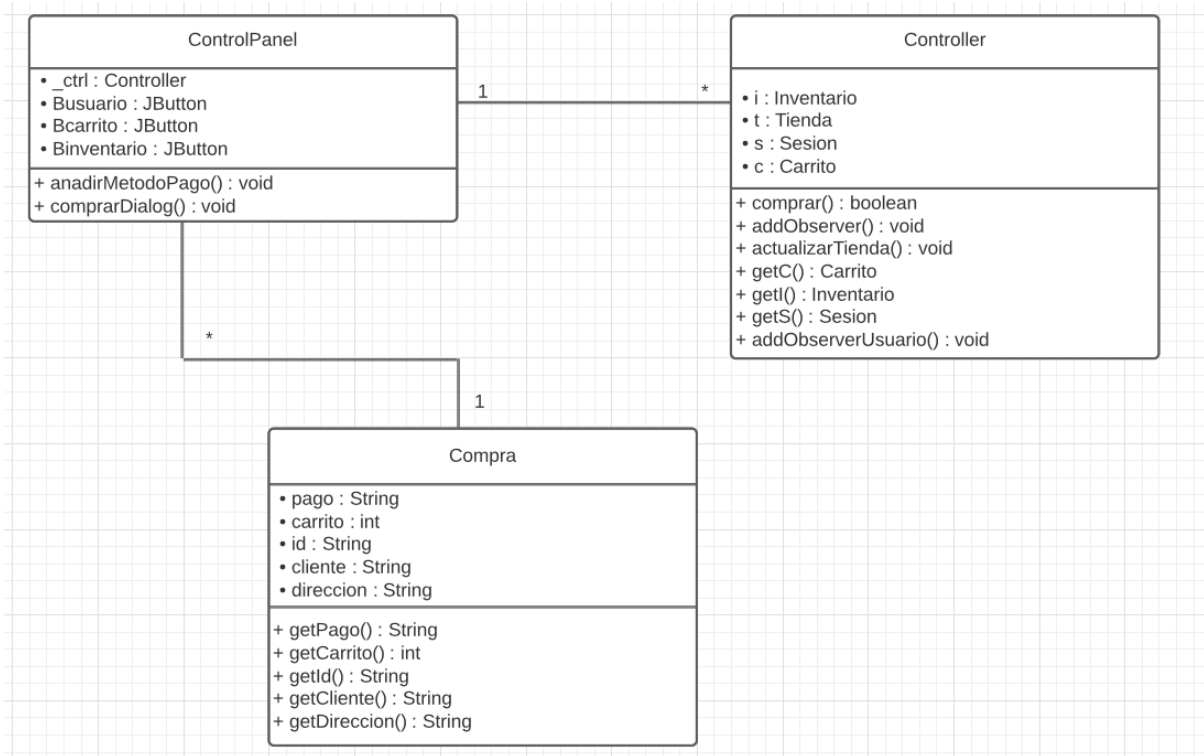 ControlPanel
• _ctrl : Controller
• Busuario : JButton
• Bcarrito : JButton
• Binventario : JButton
+ anadirMetodoPago() : void
+ comprarDialog() : void
1
*
Controller
• i : Inventario
• t : Tienda
• s : Sesion
• c : Carrito
+ comprar() : boolean
+ addObserver() : void
+ actualizarTienda() : void
+ getC() : Carrito
+ getI() : Inventario
+ getS() : Sesion
+ addObserverUsuario() : void
*
1
Compra
• pago : String
• carrito : int
• id : String
• cliente : String
• direccion : String
+ getPago() : String
+ getCarrito() : int
+ getId() : String
+ getCliente() : String
+ getDireccion() : String